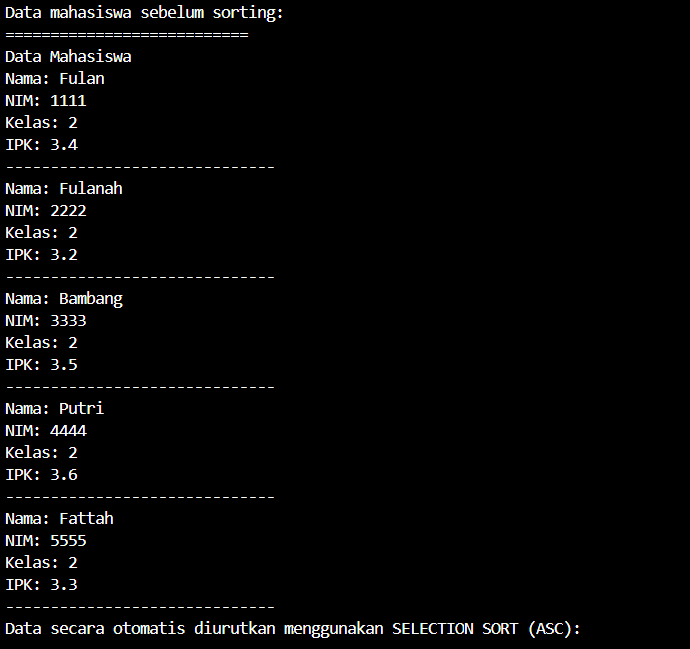 Data mahasiswa sebelum sorting:
===========================
Data Mahasiswa
Nama: Fulan
NIM: 1111
Kelas: 2
IPK: 3.4
------------------------------
Nama: Fulanah
NIM: 2222
Kelas: 2
IPK: 3.2
------------------------------
Nama: Bambang
NIM: 3333
Kelas: 2
IPK: 3.5
------------------------------
Nama: Putri
NIM: 4444
Kelas: 2
IPK: 3.6
------------------------------
Nama: Fattah
NIM: 5555
Kelas: 2
IPK: 3.3
------------------------------
Data secara otomatis diurutkan menggunakan SELECTION SORT (ASC):